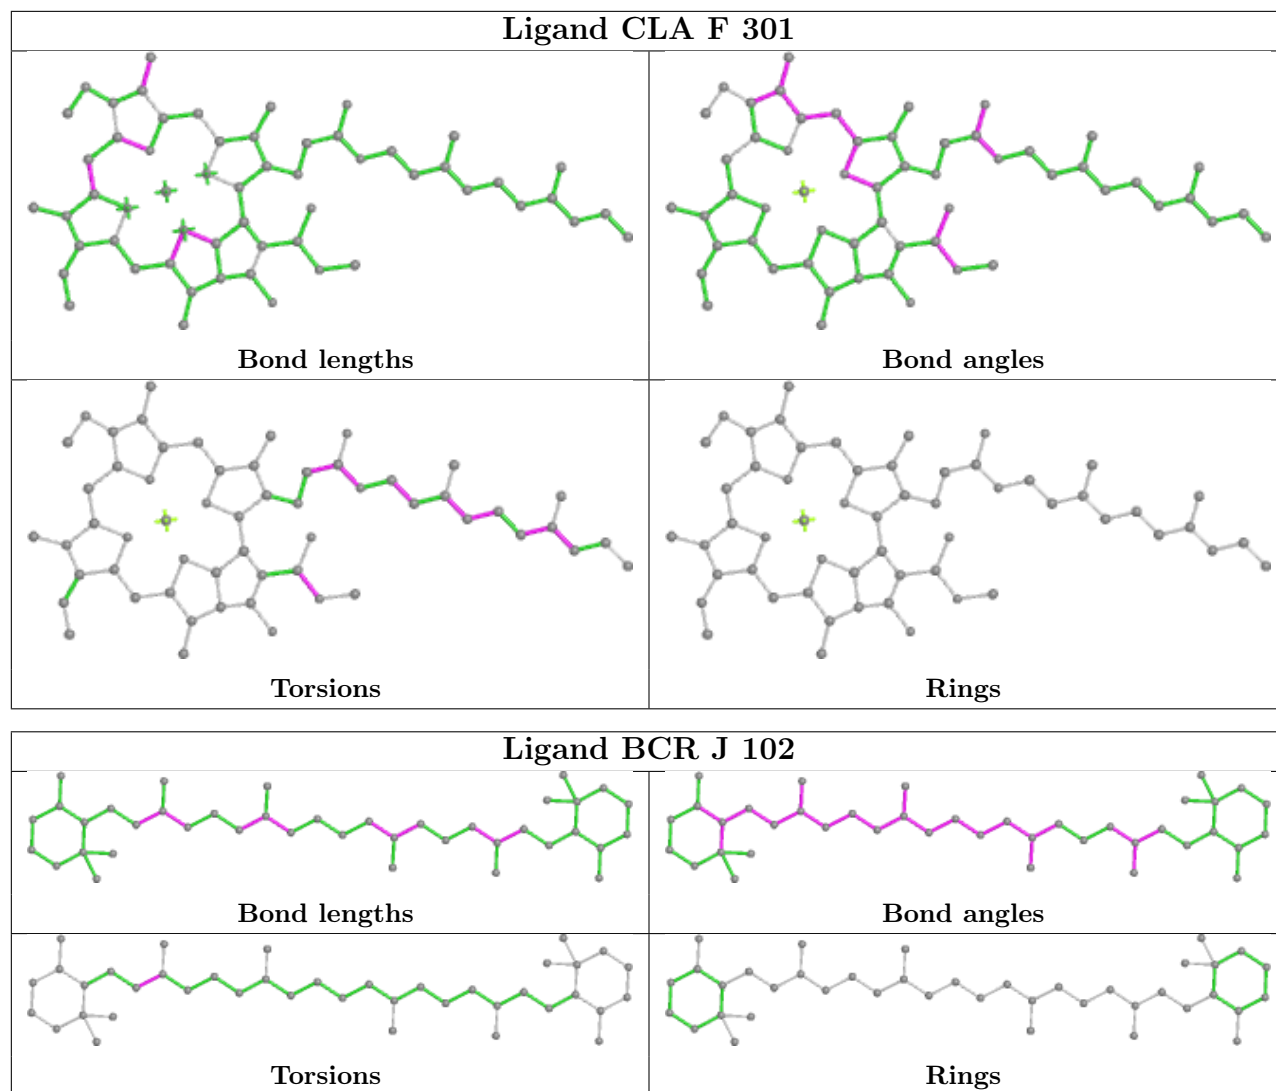 Ligand CLA F 301
Bond lengths
Bond angles
Torsions
Rings
Ligand BCR J 102
Bond lengths
Bond angles
Torsions
Rings